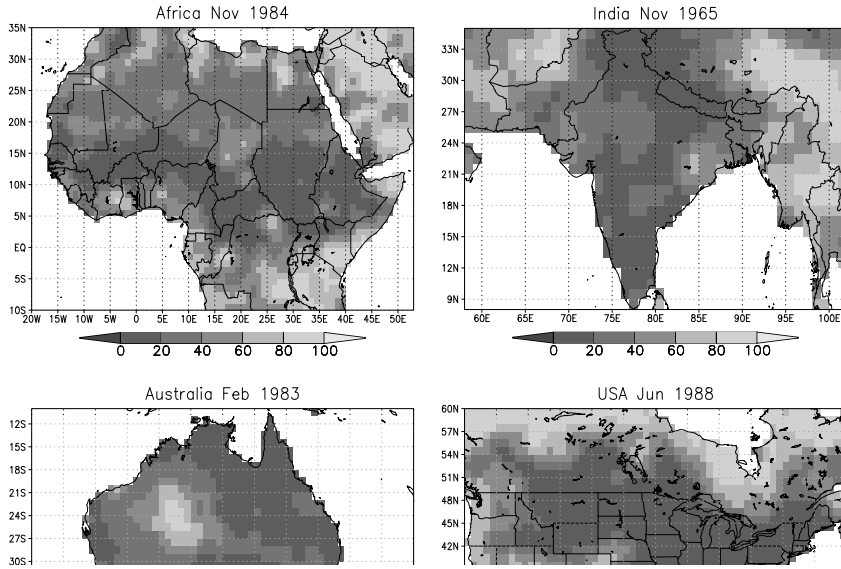 Africa Nov 1984
35N
30N
25N
20N
15N
10N
5N
EQ
5S
10S
20W 15W 10W 5W 0 5E 10E 15E 20E 25E 30E 35E 40E 45E 50E
0 20 40 60 80 100
India Nov 1965
33N
30N
27N
24N
21N
18N
15N
12N
9N
60E 65E 70E 75E 80E 85E 90E 95E 100E
0 20 40 60 80 100
Australia Feb 1983
12S
15S
18S
21S
24S
27S
30S
USA Jun 1988
60N
57N
54N
51N
48N
45N
42N